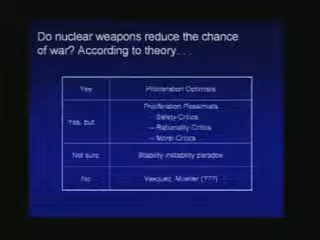 Do nuclear weapons reduce the chance
of war? According to theory. . .
Yes
Proliferation Optimists
Yes, but
Proliferation Pessimists
– Safety Critics
– Rationality Critics
– Moral Critics
Not sure
Stability instability paradox
No
Vasquez, Mueller (???)